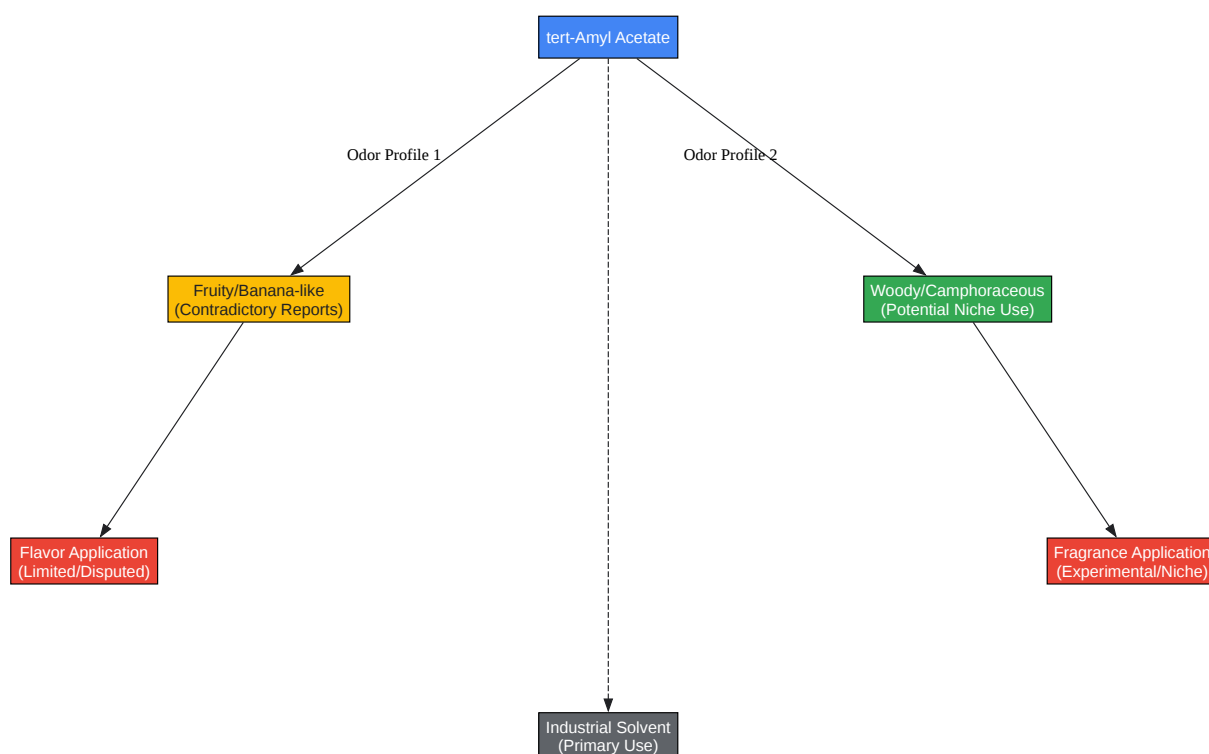 tert-Amyl Acetate
Odor Profile 1
Odor Profile 2
Fruity/Banana-like
(Contradictory Reports)
Woody/Camphoraceous
(Potential Niche Use)
Flavor Application
(Limited/Disputed)
Fragrance Application
(Experimental/Niche)
Industrial Solvent
(Primary Use)